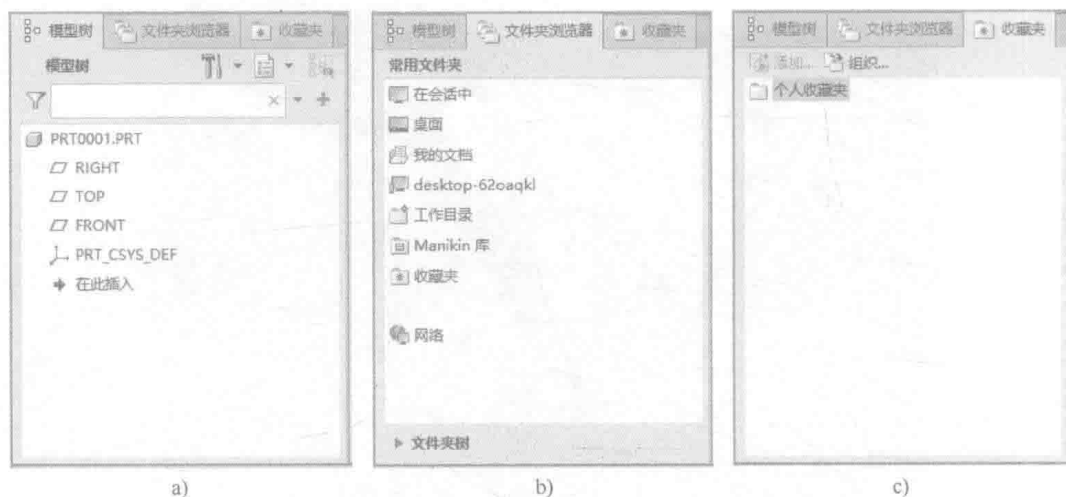 模型树 文件夹浏览器 收藏夹
模型树
PRT0001.PRT
RIGHT
TOP
FRONT
PRT_CSYS_DEF
在此插入
a)
模型树 文件夹浏览器 收藏夹
常用文件夹
在会话中
桌面
我的文档
desktop-62oaqkl
工作目录
Manikin 库
收藏夹
网络
文件夹树
b)
模型树 文件夹浏览器 收藏夹
添加... 组织...
个人收藏夹
c)